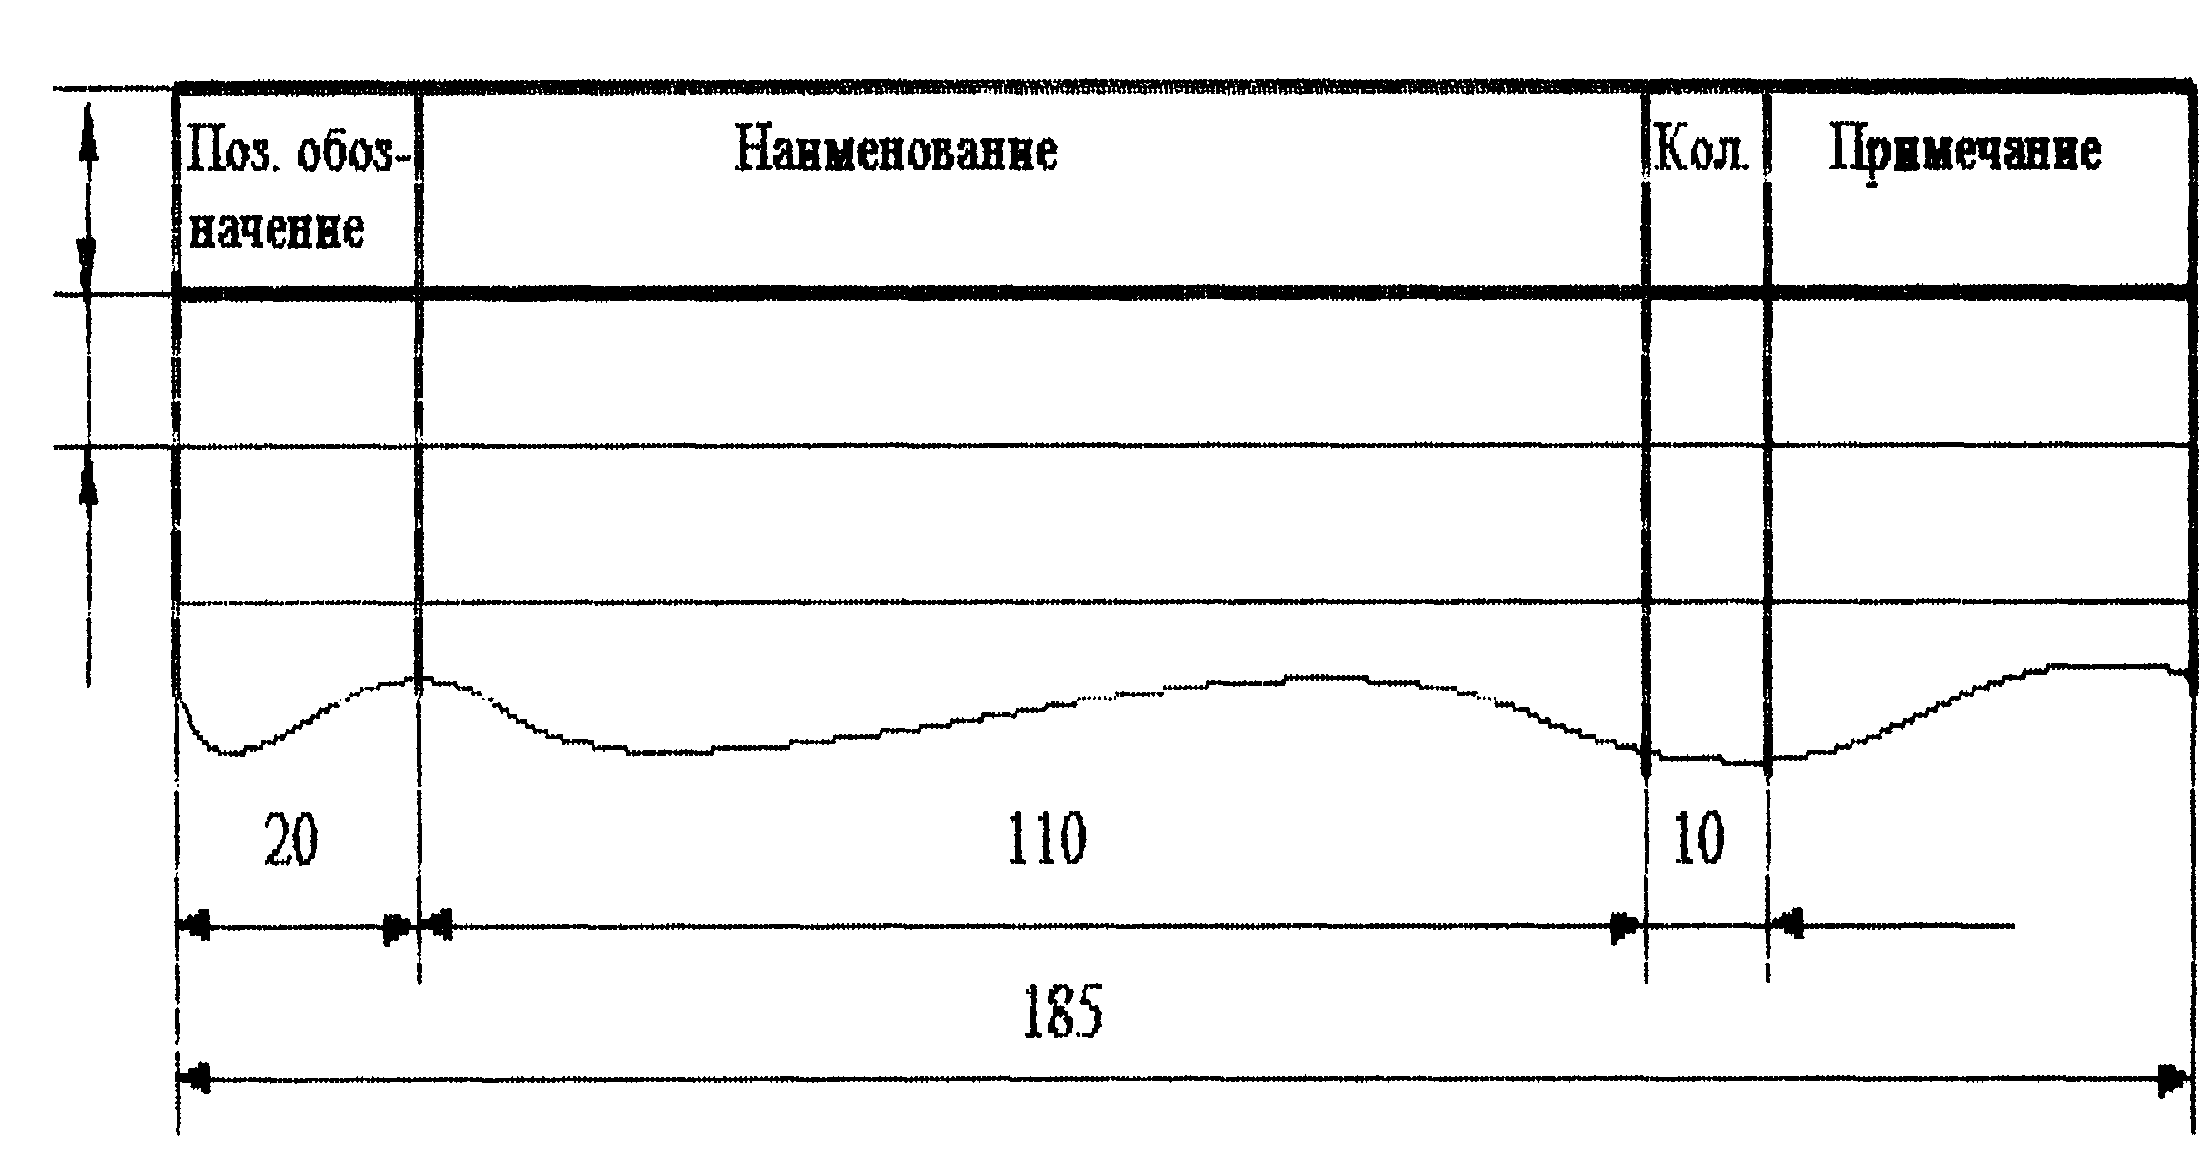 Поз. обоз-
начение
Наименование
Кол.
Примечание
20
110
10
185